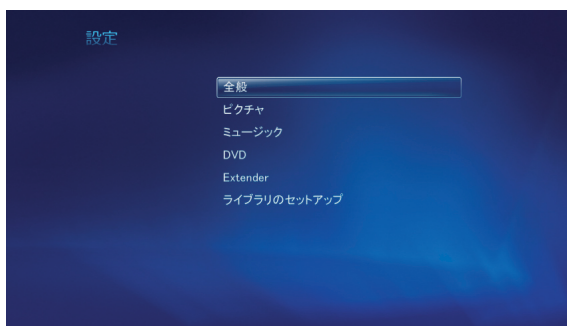 設定
全般
ピクチャ
ミュージック
DVD
Extender
ライブラリのセットアップ